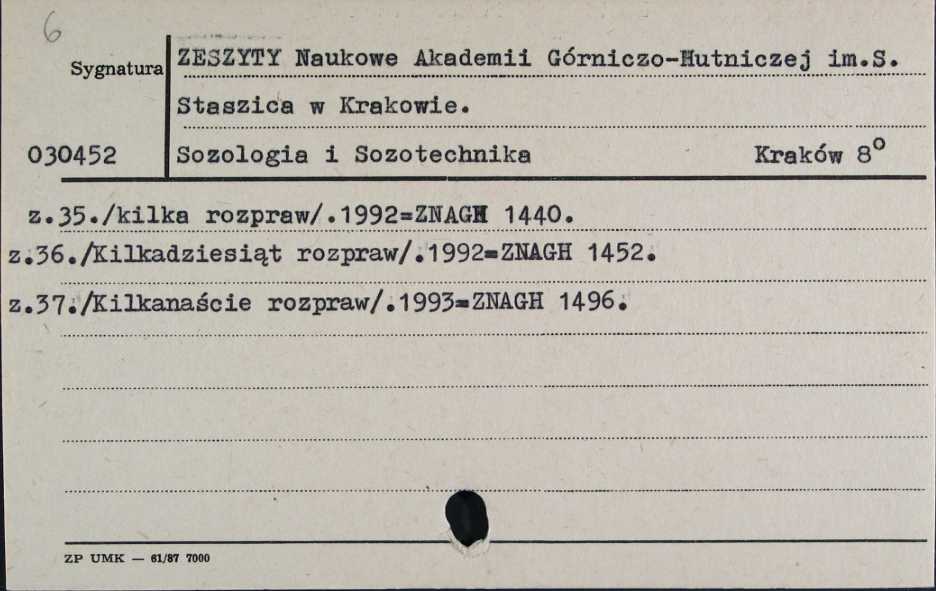 6
Sygnatura
ZESZYTY Naukowe Akademii Górniczo-Hutniczej im.S.
Staszica w Krakowie.
030452
Sozologia i Sozotechnika Kraków 8°
z.35./kilka rozpraw/.1992=ZNAGH 1440.
z.36./Kilkadziesiąt rozpraw/.1992=ZNAGH 1452.
z.37./Kilkanaście rozpraw/.1993=ZNAGH 1496.
ZP UMK — 61/87 7000